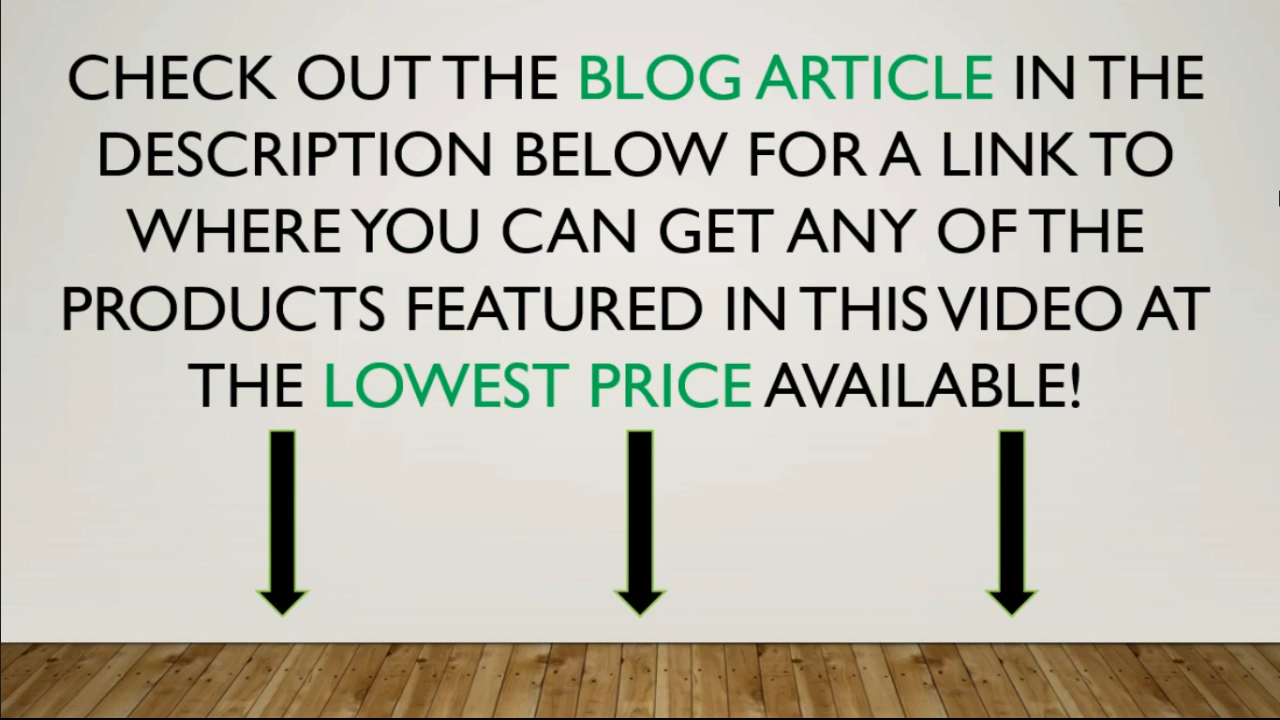 CHECK OUT THE BLOG ARTICLE IN THE
DESCRIPTION BELOW FOR A LINK TO
WHERE YOU CAN GET ANY OF THE
PRODUCTS FEATURED IN THIS VIDEO AT
THE LOWEST PRICE AVAILABLE!